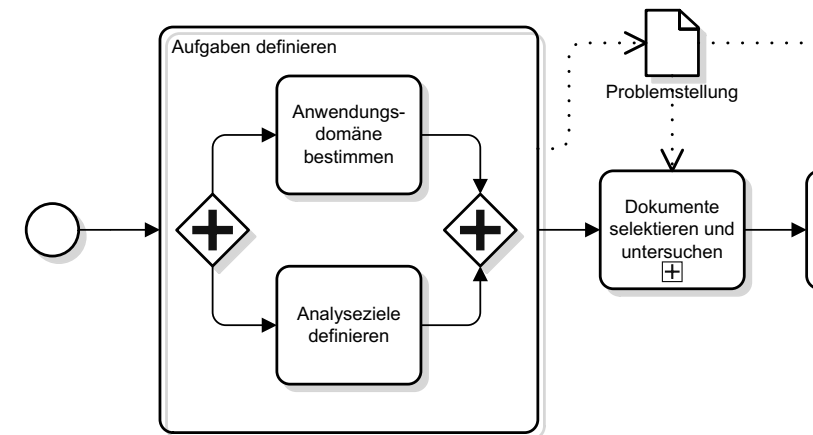 Aufgaben definieren
Anwendungs-
domäne
bestimmen
Problemstellung
Dokumente
selektieren und
untersuchen
Analyseziele
definieren